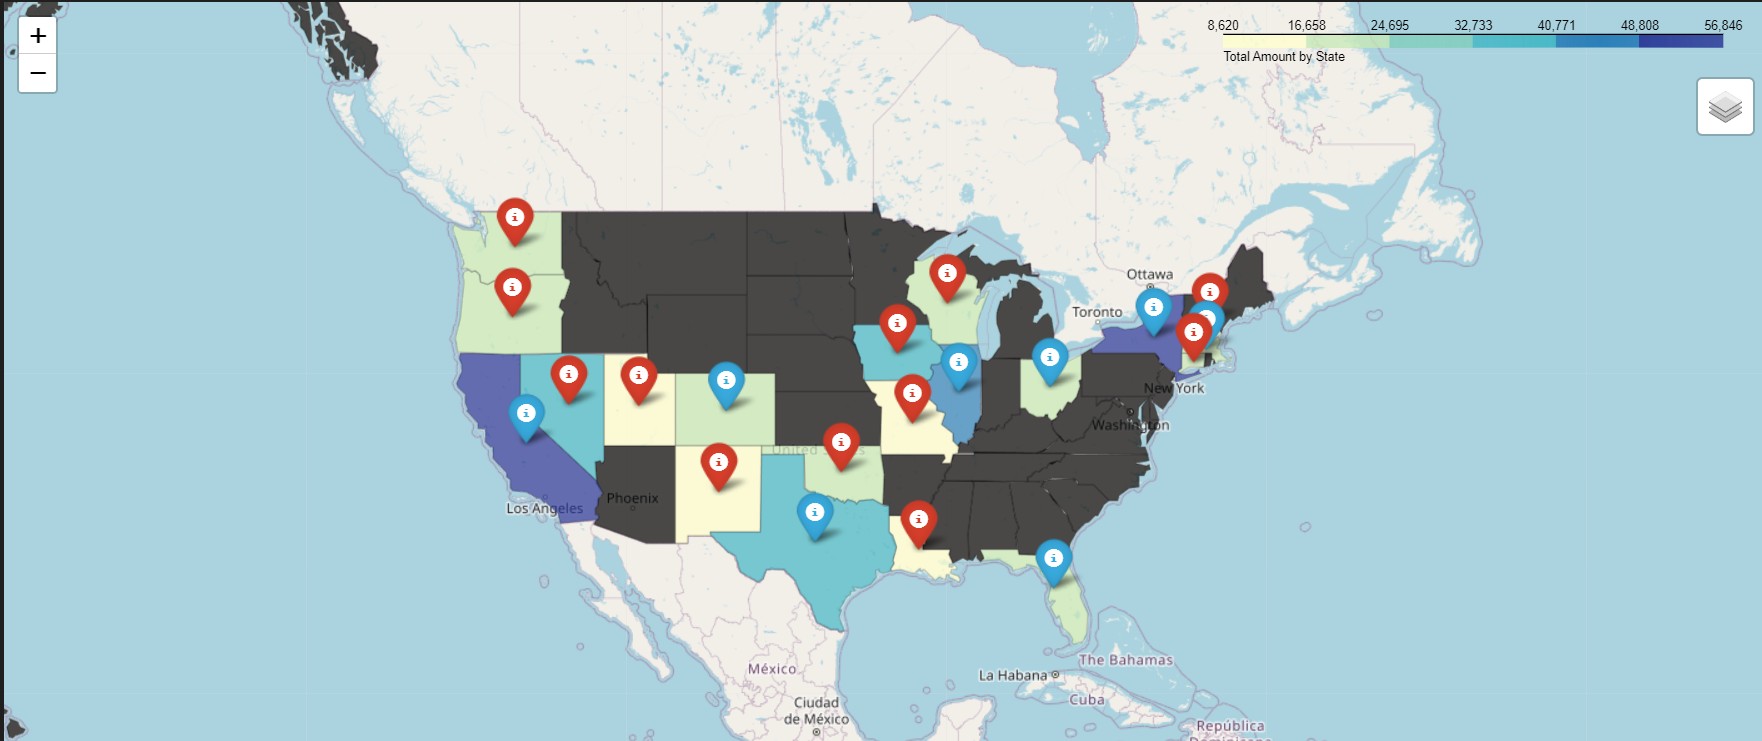 +
−
8,620 16,658 24,695 32,733 40,771 48,808 56,846
Total Amount by State
Ottawa
Toronto
New York
Washington
United
Phoenix
Los Angeles
México
Ciudad
de México
La Habana
The Bahamas
Cuba
República